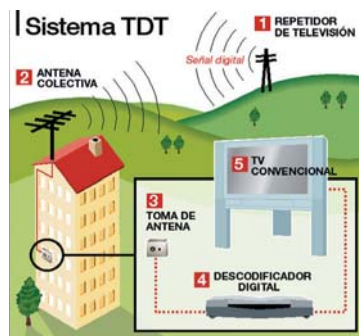 Sistema TDT
1 REPETIDOR
DE TELEVISIÓN
Señal digital
2 ANTENA
COLECTIVA
3
TOMA DE
ANTENA
5 TV
CONVENCIONAL
4 DESCODIFICADOR
DIGITAL